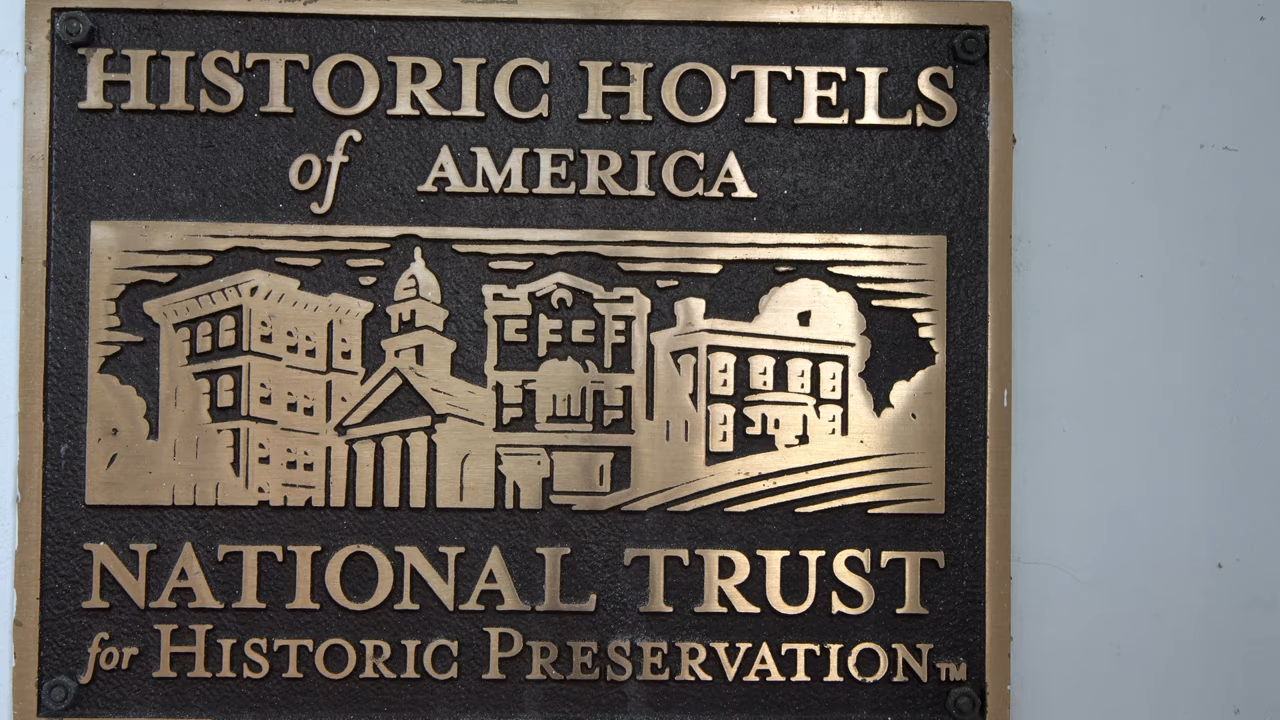 HISTORIC HOTELS
of AMERICA
NATIONAL TRUST
for HISTORIC PRESERVATION™